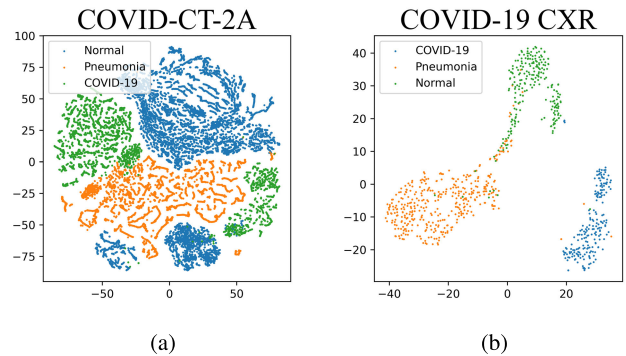 COVID-CT-2A
COVID-19 CXR
Normal
Pneumonia
COVID-19
100
75
50
25
0
−25
−50
−75
−50
0
50
COVID-19
Pneumonia
Normal
40
30
20
10
0
−10
−20
−40
−20
0
20
(a)
(b)